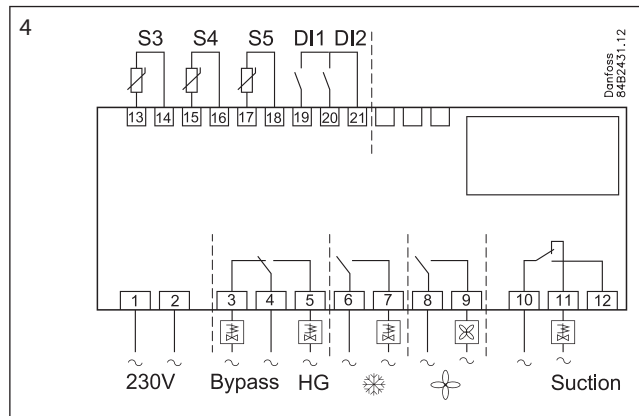 4
S3 S4 S5 DI1 DI2
Danfoss
84B2431.12
13 14 15 16 17 18 19 20 21
1 2 3 4 5 6 7 8 9 10 11 12
~ ~ ~ ~ ~ ~ ~ ~ ~ ~ ~
230V Bypass HG Suction